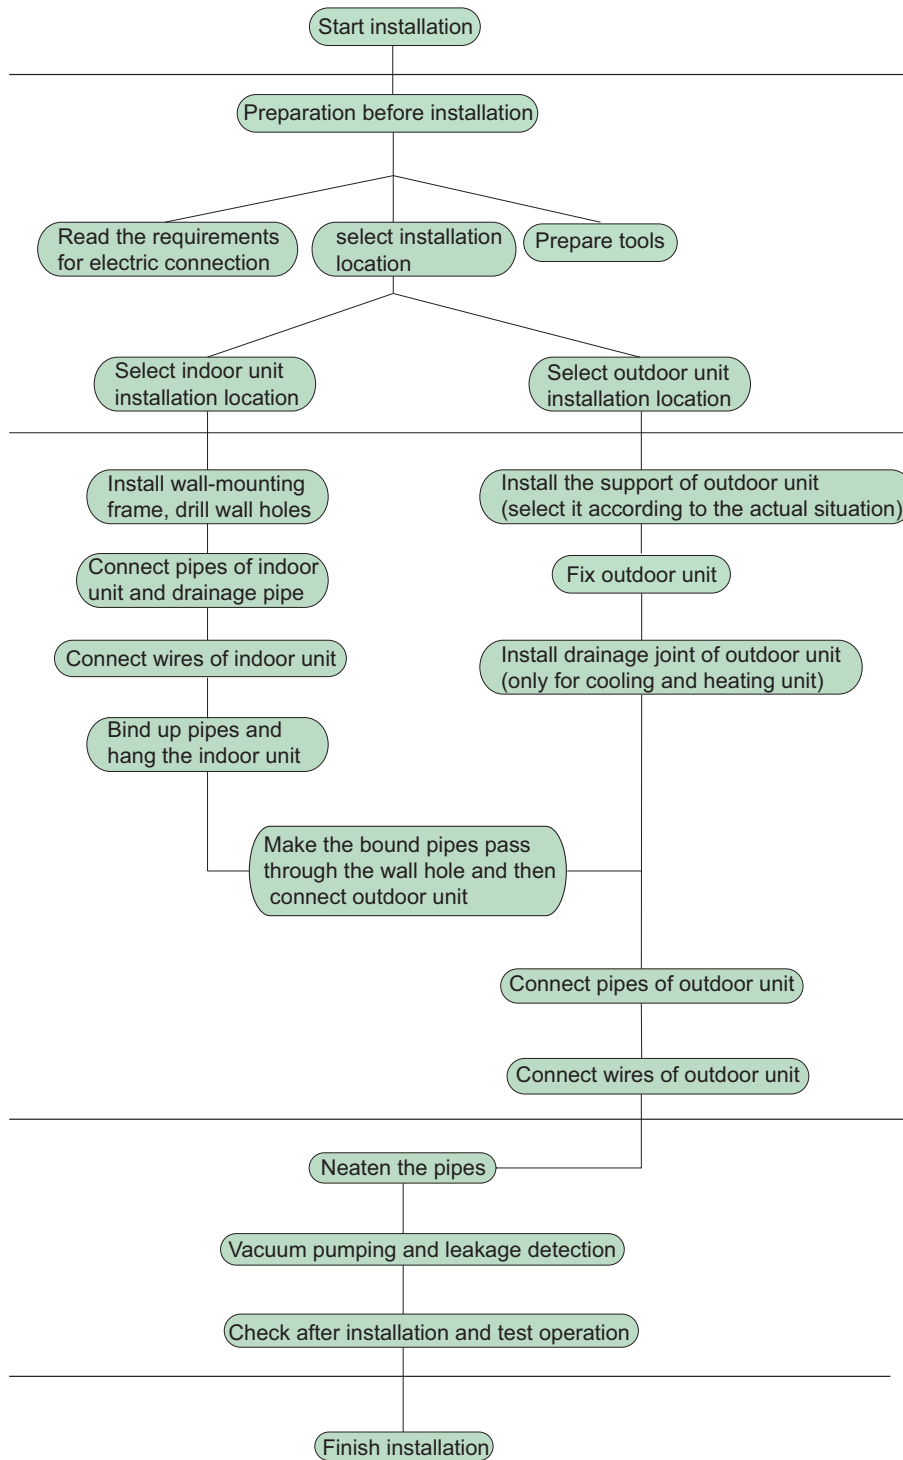 Start installation
Preparation before installation
Read the requirements
for electric connection
select installation
location
Prepare tools
Select indoor unit
installation location
Select outdoor unit
installation location
Install wall-mounting
frame, drill wall holes
Install the support of outdoor unit
(select it according to the actual situation)
Connect pipes of indoor
unit and drainage pipe
Fix outdoor unit
Connect wires of indoor unit
Install drainage joint of outdoor unit
(only for cooling and heating unit)
Bind up pipes and
hang the indoor unit
Make the bound pipes pass
through the wall hole and then
connect outdoor unit
Connect pipes of outdoor unit
Connect wires of outdoor unit
Neaten the pipes
Vacuum pumping and leakage detection
Check after installation and test operation
Finish installation